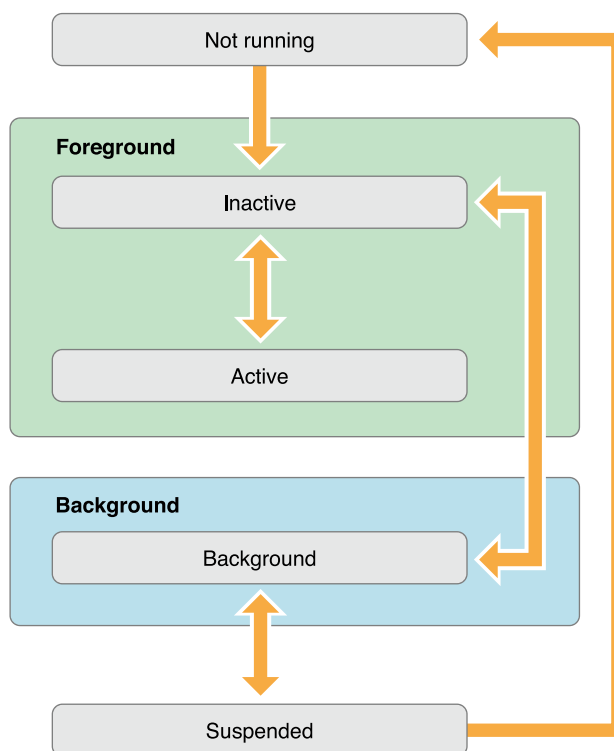 Not running
Foreground
Inactive
Active
Background
Background
Suspended